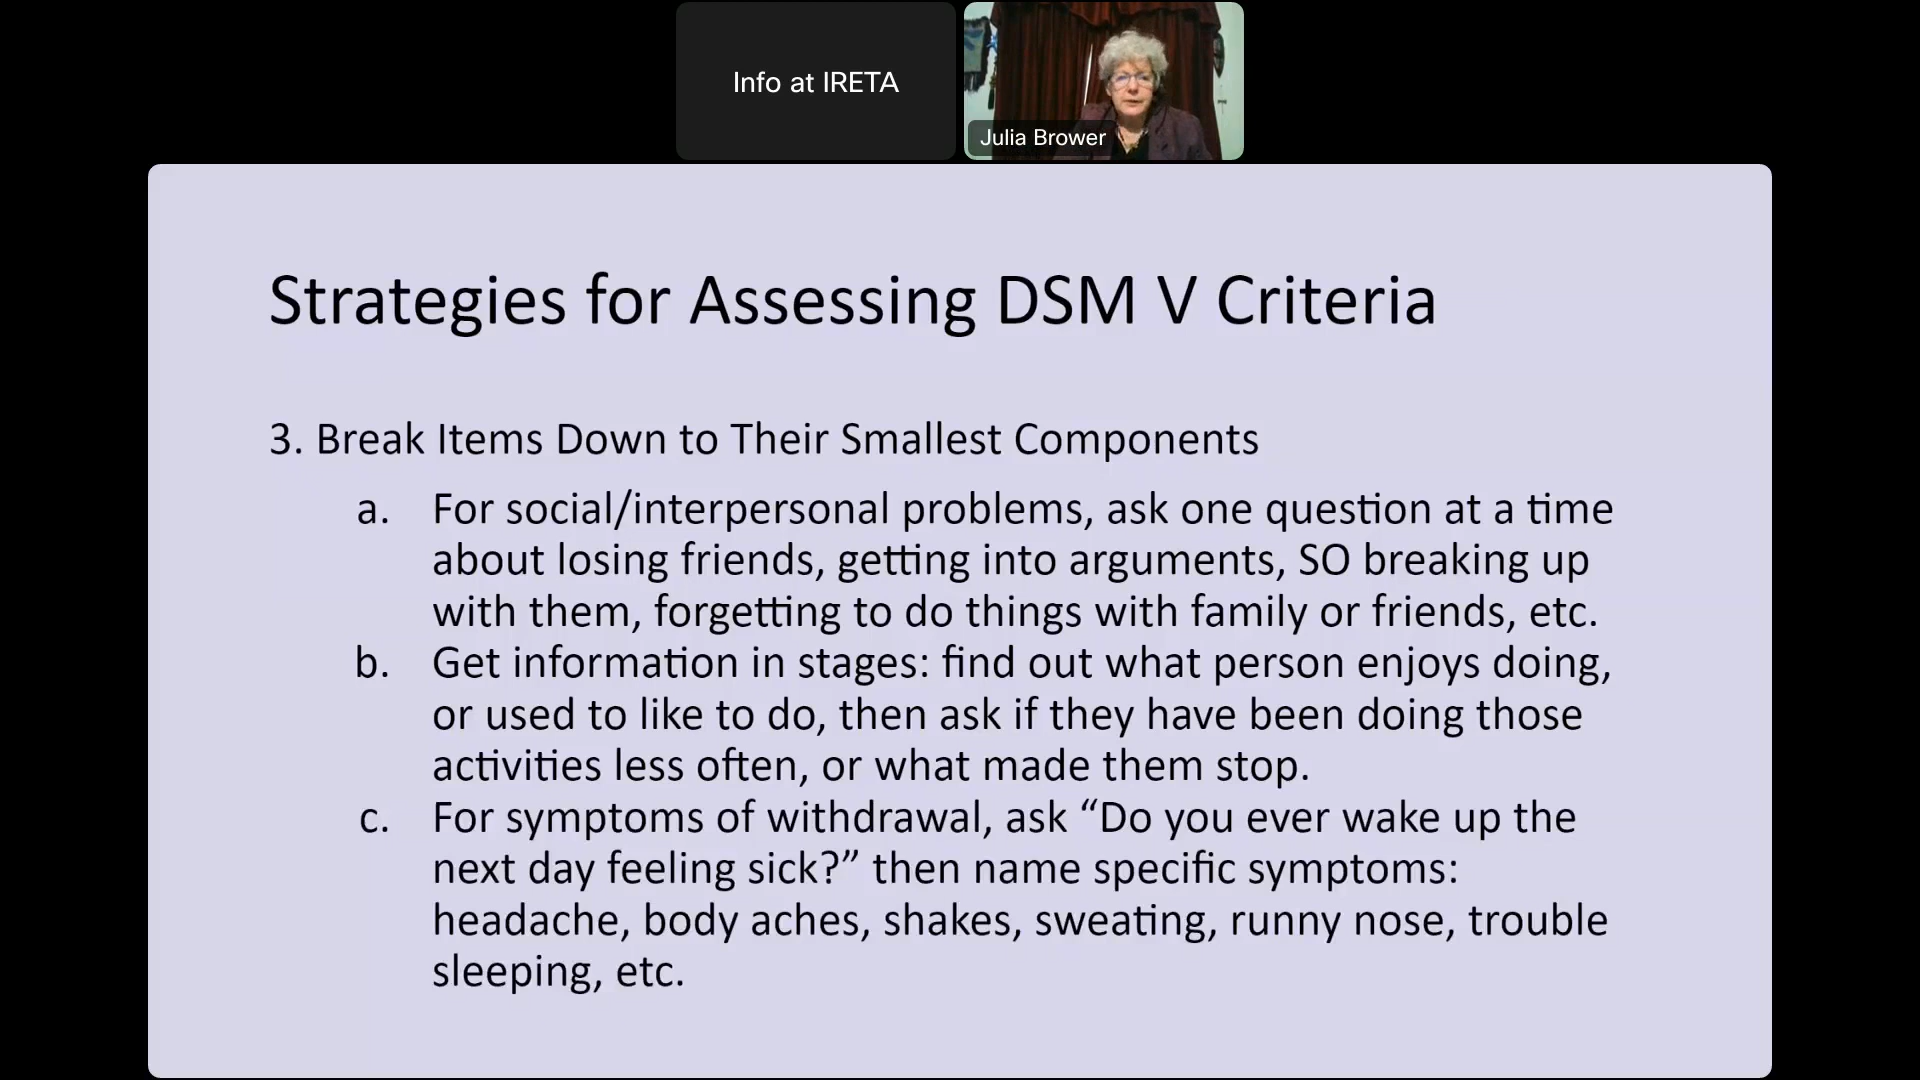 Info at IRETA
Julia Brower
Strategies for Assessing DSM V Criteria
3. Break Items Down to Their Smallest Components
a. For social/interpersonal problems, ask one question at a time
about losing friends, getting into arguments, SO breaking up
with them, forgetting to do things with family or friends, etc.
b. Get information in stages: find out what person enjoys doing,
or used to like to do, then ask if they have been doing those
activities less often, or what made them stop.
c. For symptoms of withdrawal, ask “Do you ever wake up the
next day feeling sick?” then name specific symptoms:
headache, body aches, shakes, sweating, runny nose, trouble
sleeping, etc.